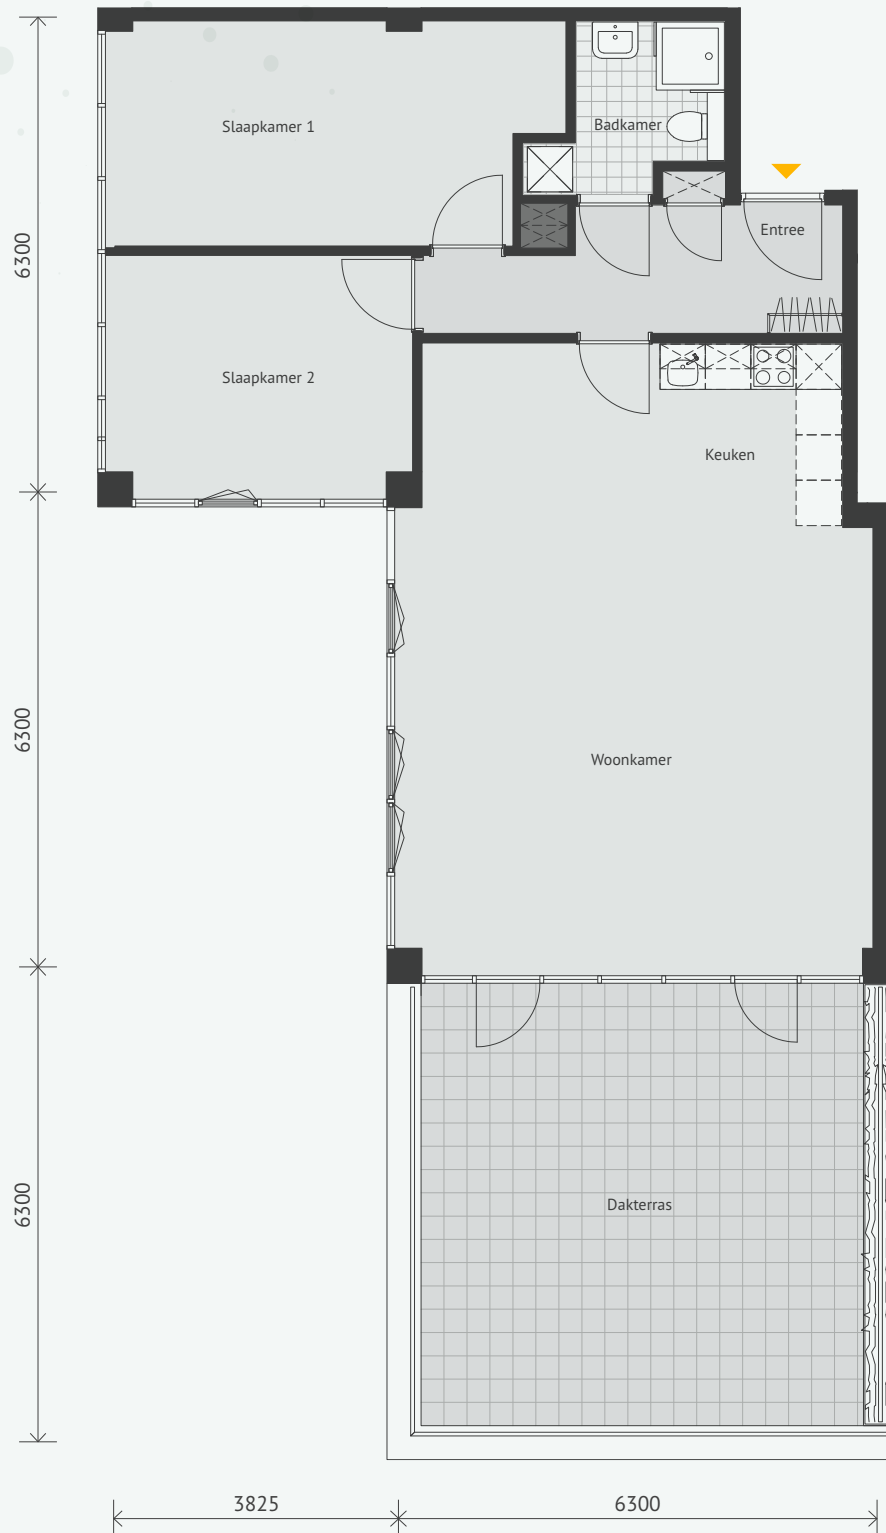 Slaapkamer 1
Badkamer
Entree
6300
Slaapkamer 2
Keuken
6300
Woonkamer
6300
Dakterras
3825
6300